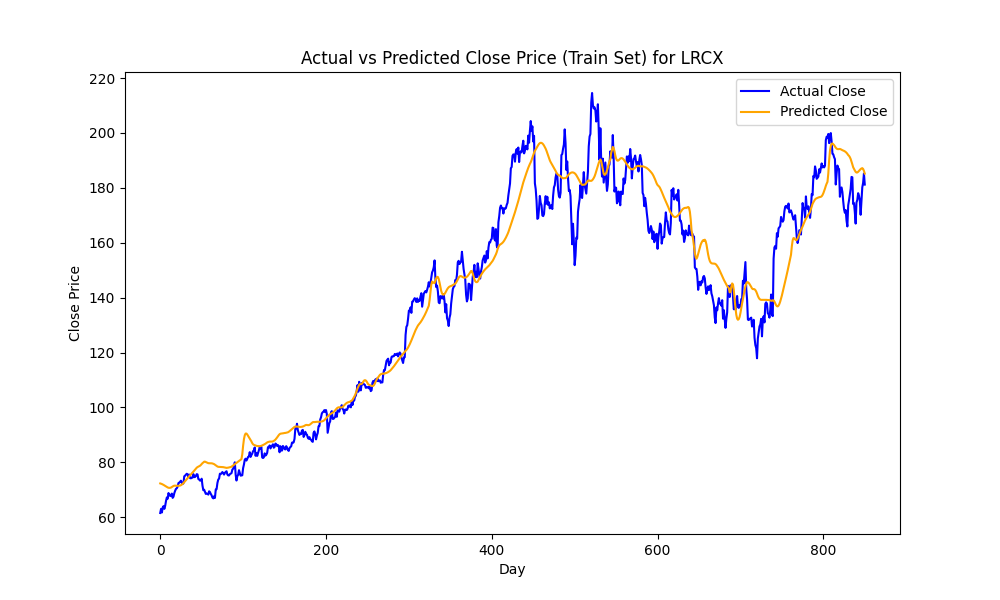 Actual vs Predicted Close Price (Train Set) for LRCX
Actual Close
Predicted Close
Close Price
220
200
180
160
140
120
100
80
60
0 200 400 600 800
Day